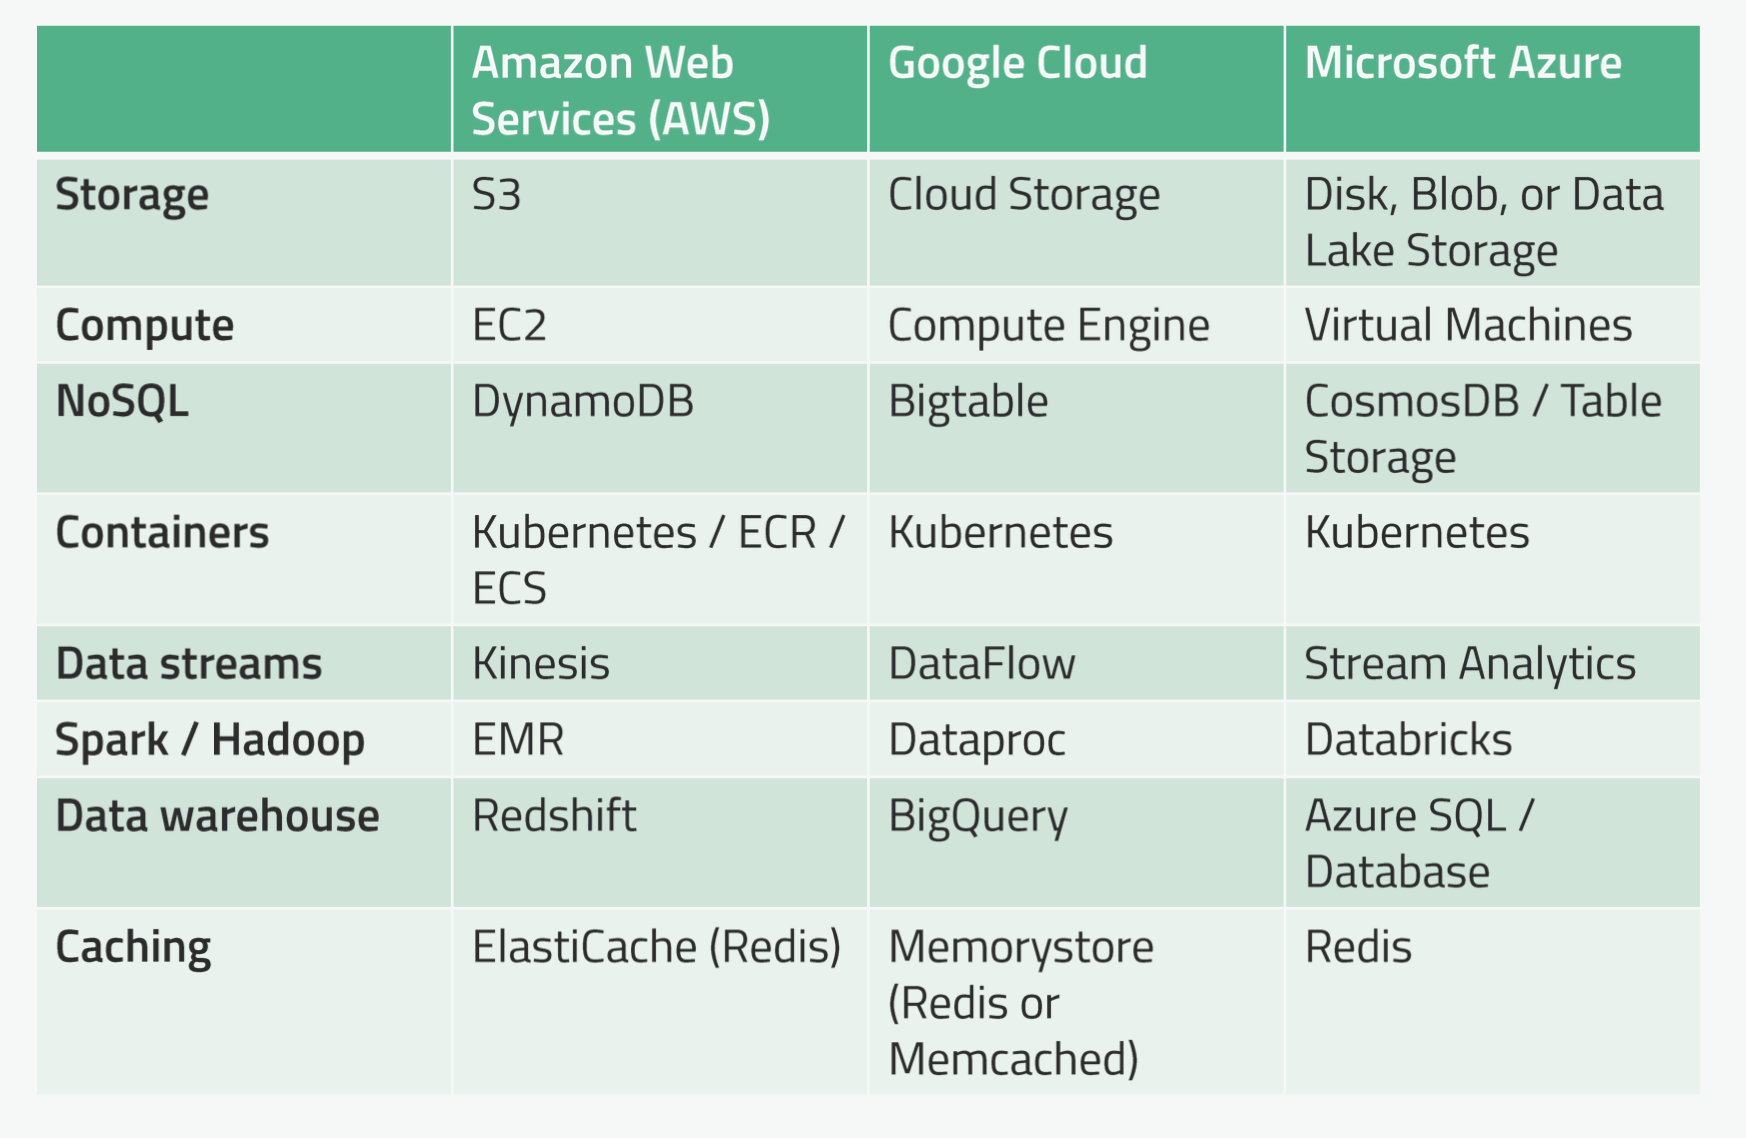 Amazon Web
Services (AWS)
Google Cloud
Microsoft Azure
Storage
S3
Cloud Storage
Disk, Blob, or Data
Lake Storage
Compute
EC2
Compute Engine
Virtual Machines
NoSQL
DynamoDB
Bigtable
CosmosDB / Table
Storage
Containers
Kubernetes / ECR /
ECS
Kubernetes
Kubernetes
Data streams
Kinesis
DataFlow
Stream Analytics
Spark / Hadoop
EMR
Dataproc
Databricks
Data warehouse
Redshift
BigQuery
Azure SQL /
Database
Caching
ElastiCache (Redis)
Memorystore
(Redis or
Memcached)
Redis